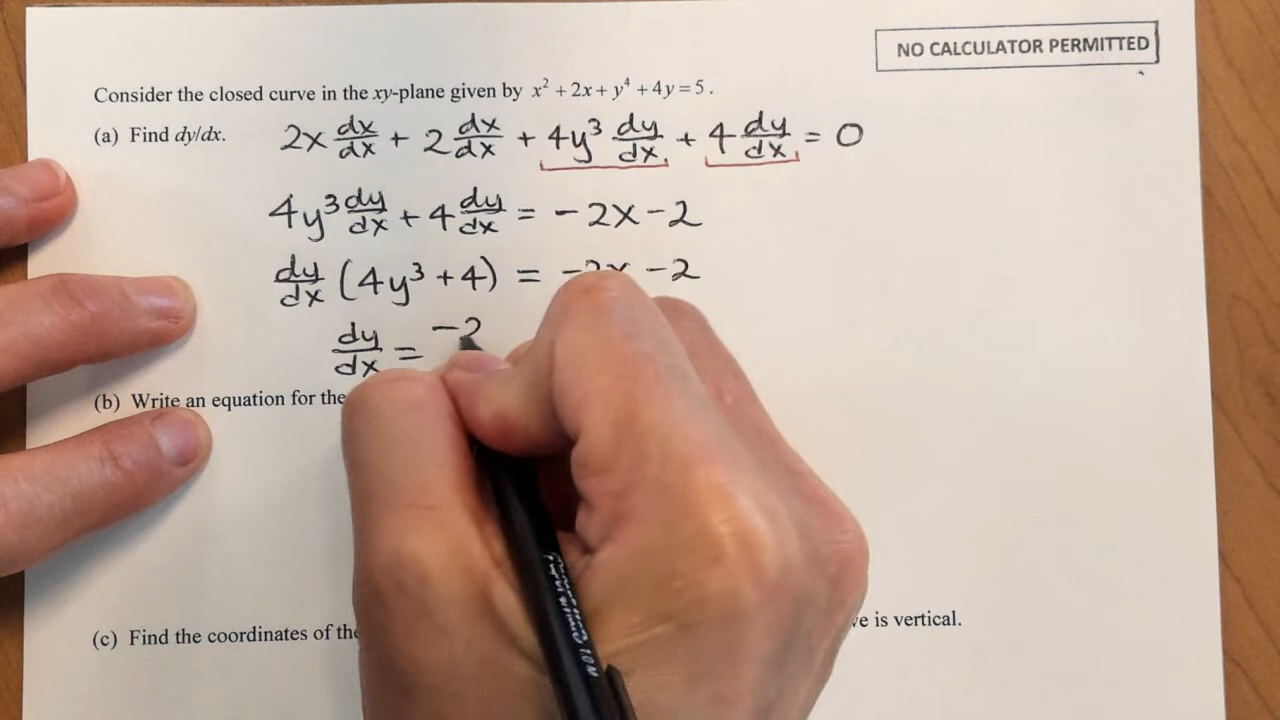 NO CALCULATOR PERMITTED
Consider the closed curve in the xy-plane given by x² + 2x + y⁴ + 4y = 5.
(a) Find dy/dx. 2x dx/dx + 2 dx/dx + 4y³ dy/dx + 4 dy/dx = 0
4y³ dy/dx + 4 dy/dx = -2x - 2
dy/dx (4y³ + 4) = -2x - 2
dy/dx = -2
(b) Write an equation for the
(c) Find the coordinates of the is vertical.